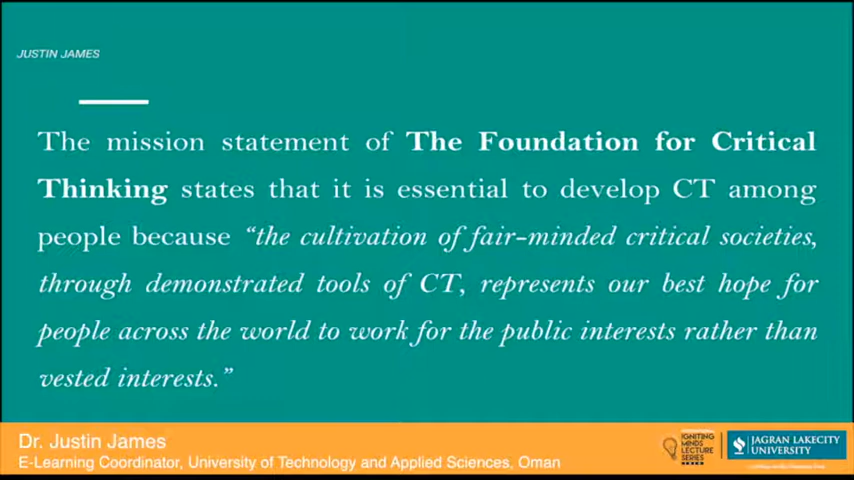 JUSTIN JAMES
The mission statement of The Foundation for Critical
Thinking states that it is essential to develop CT among
people because “the cultivation of fair-minded critical societies,
through demonstrated tools of CT, represents our best hope for
people across the world to work for the public interests rather than
vested interests.”
Dr. Justin James
E-Learning Coordinator, University of Technology and Applied Sciences, Oman
IGNITING
MINDS
LECTURE
SERIES
JAGRAN LAKECITY
UNIVERSITY